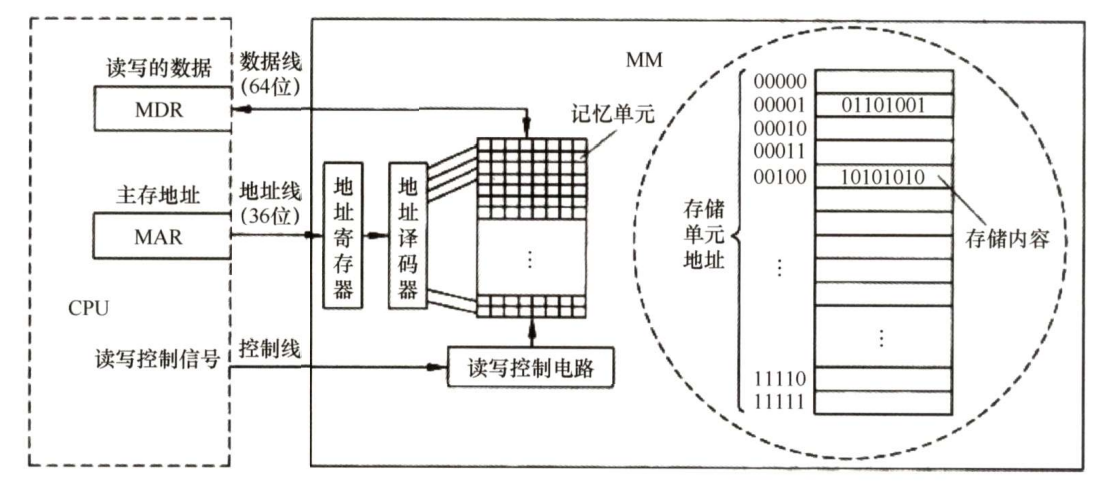 读写的数据
MDR
数据线
(64位)
主存地址
MAR
地址线
(36位)
CPU
读写控制信号
控制线
地址寄存器
地址译码器
记忆单元
⋮
读写控制电路
MM
存储
单元
地址
00000
00001
01101001
00010
00011
00100
10101010
存储内容
⋮
⋮
11110
11111